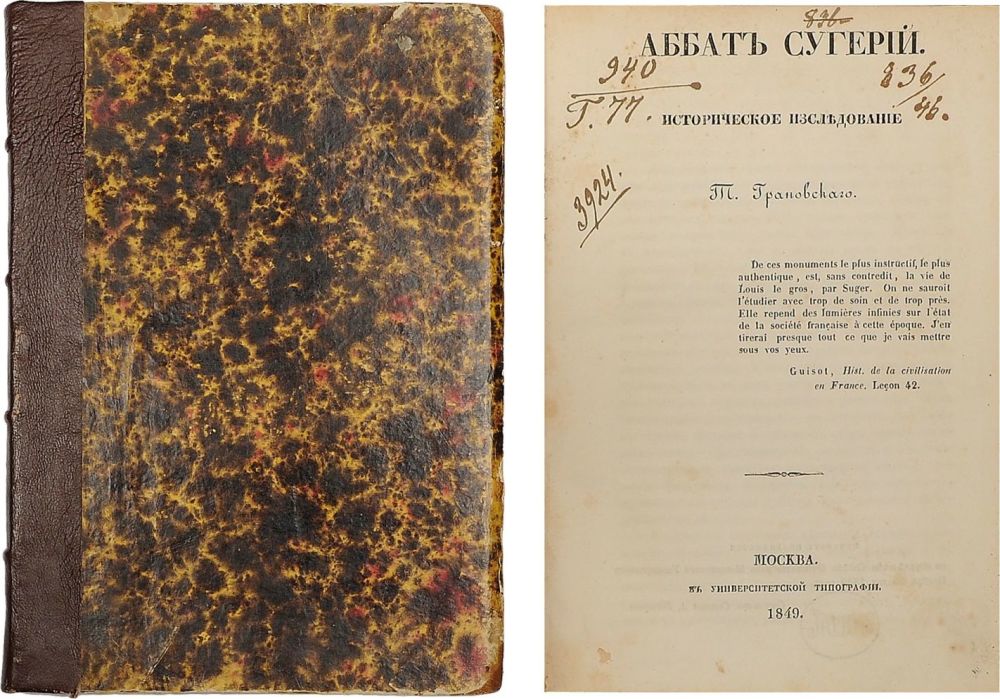 836
АББАТЪ СУГЕРІЙ.
940
Г. 77.
836/46.
ИСТОРИЧЕСКОЕ ИЗСЛѢДОВАНІЕ
3924.
Т. Грановскаго.
De ces monuments le plus instructif, le plus
authentique, est, sans contredit, la vie de
Louis le gros, par Suger. On ne sauroit
l'étudier avec trop de soin et de trop près.
Elle repend des lumières infinies sur l'état
de la société française à cette époque. J'en
tirerai presque tout ce que je vais mettre
sous vos yeux.
Guisot, Hist. de la civilisation
en France. Leçon 42.
МОСКВА.
ВЪ УНИВЕРСИТЕТСКОЙ ТИПОГРАФІИ.
1849.